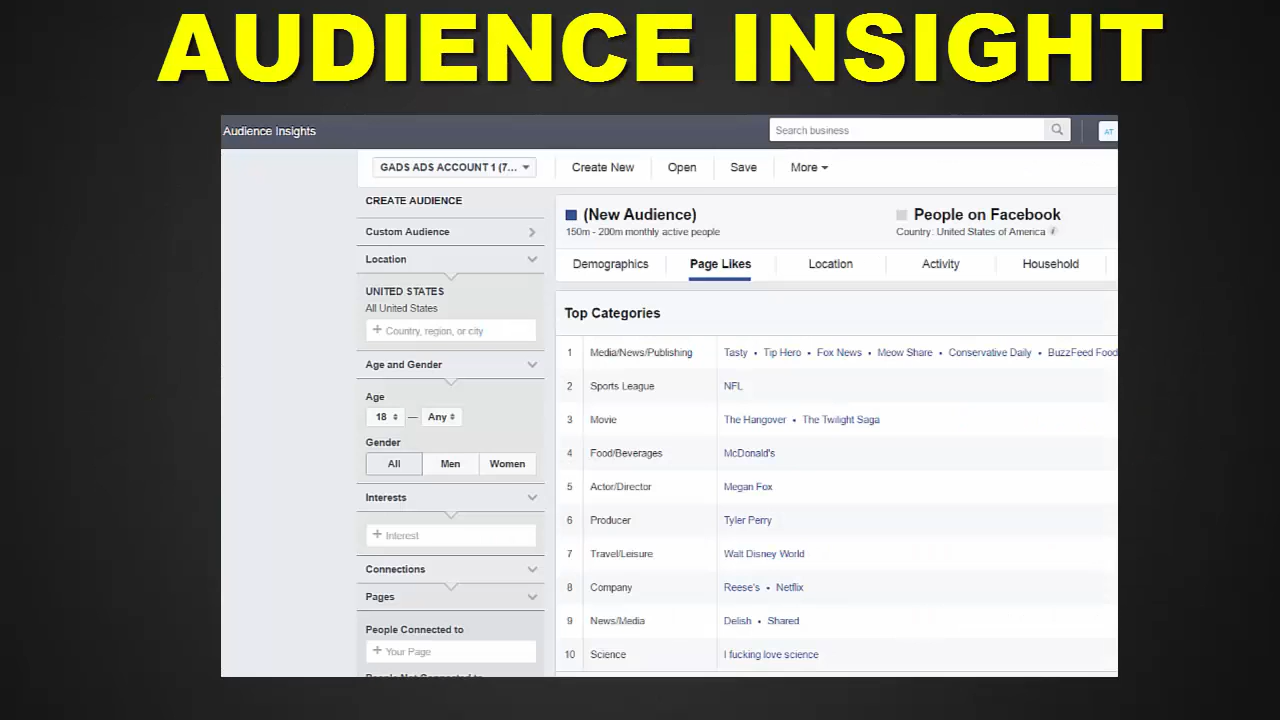 AUDIENCE INSIGHT
Audience Insights
Search business
AT
GADS ADS ACCOUNT 1 (7...
Create New
Open
Save
More
CREATE AUDIENCE
Custom Audience
Location
UNITED STATES
All United States
+ Country, region, or city
Age and Gender
Age
18 — Any
Gender
All Men Women
Interests
+ Interest
Connections
Pages
People Connected to
+ Your Page
People Not Connected to
(New Audience)
150m - 200m monthly active people
People on Facebook
Country: United States of America
Demographics
Page Likes
Location
Activity
Household
Top Categories
1 Media/News/Publishing Tasty • Tip Hero • Fox News • Meow Share • Conservative Daily • BuzzFeed Food
2 Sports League NFL
3 Movie The Hangover • The Twilight Saga
4 Food/Beverages McDonald's
5 Actor/Director Megan Fox
6 Producer Tyler Perry
7 Travel/Leisure Walt Disney World
8 Company Reese's • Netflix
9 News/Media Delish • Shared
10 Science I fucking love science